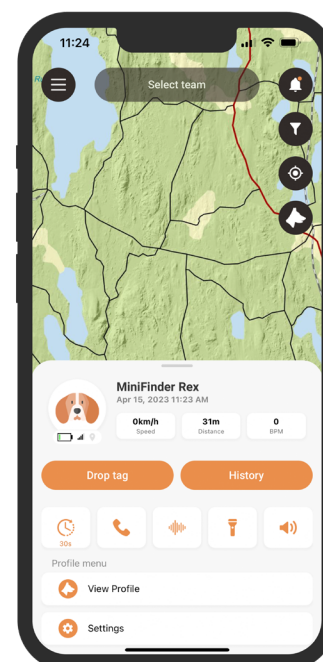 11:24
Select team
MiniFinder Rex
Apr 15, 2023 11:23 AM
0km/h 31m 0
Speed Distance BPM
Drop tag History
30s
Profile menu
View Profile
Settings